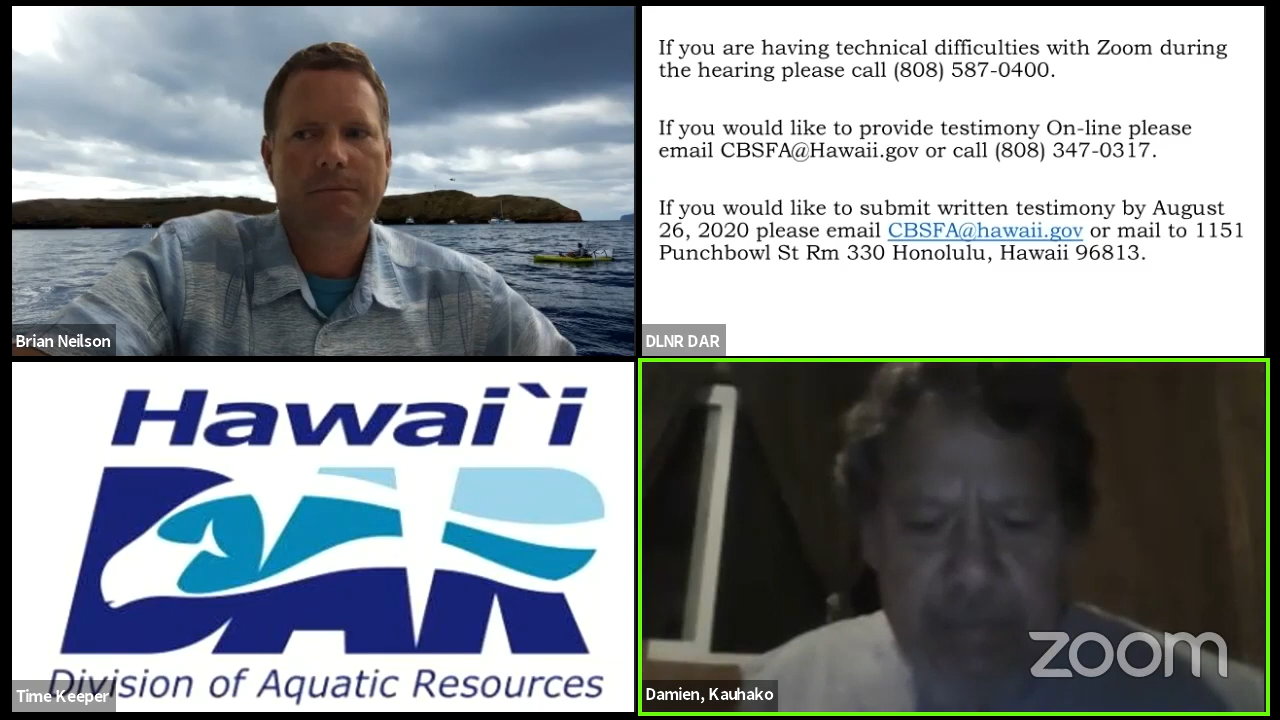 If you are having technical difficulties with Zoom during
the hearing please call (808) 587-0400.
If you would like to provide testimony On-line please
email CBSFA@Hawaii.gov or call (808) 347-0317.
If you would like to submit written testimony by August
26, 2020 please email CBSFA@hawaii.gov or mail to 1151
Punchbowl St Rm 330 Honolulu, Hawaii 96813.
Brian Neilson
DLNR DAR
Hawai`i
DAR
Division of Aquatic Resources
Time Keeper
zoom
Damien, Kauhako